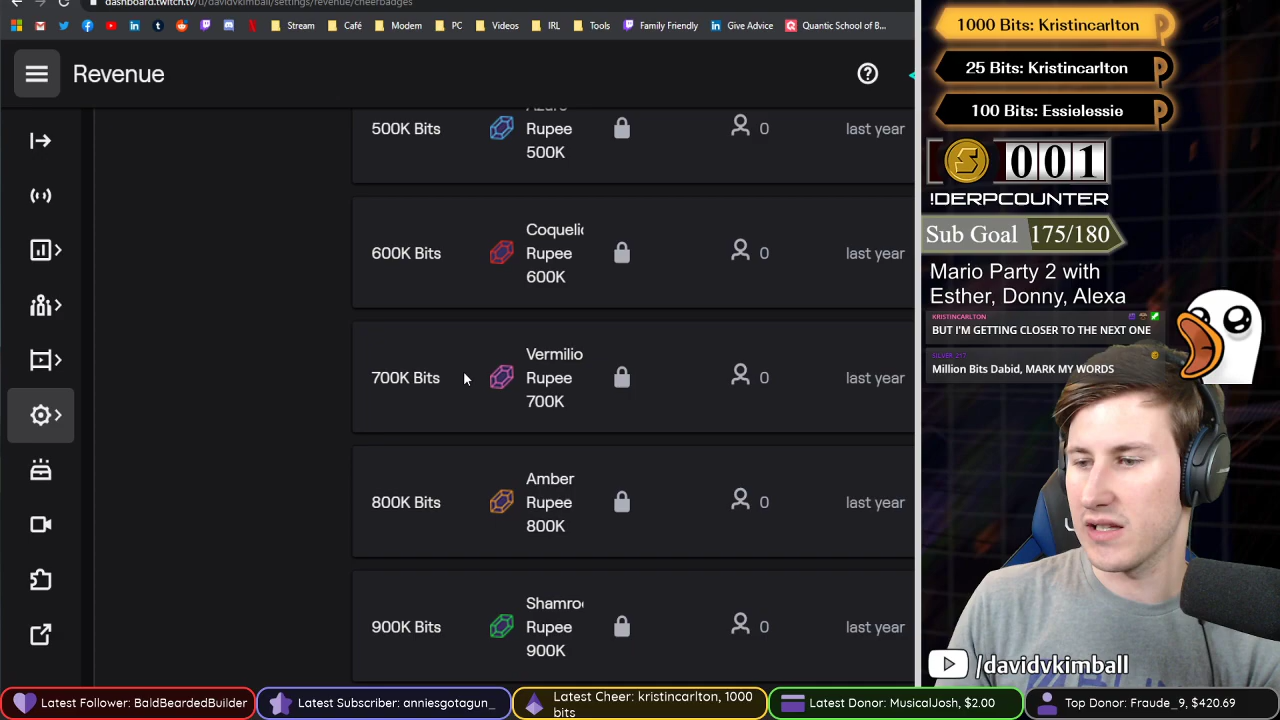 dashboard.twitch.tv/u/davidvkimball/settings/revenue/cheerbadges
Stream
Café
Modem
PC
Videos
IRL
Tools
Family Friendly
Give Advice
Quantic School of B...
Revenue
500K Bits
Azure
Rupee
500K
0
last year
600K Bits
Coquelic
Rupee
600K
0
last year
700K Bits
Vermilio
Rupee
700K
0
last year
800K Bits
Amber
Rupee
800K
0
last year
900K Bits
Shamro
Rupee
900K
0
last year
1000 Bits: Kristincarlton
25 Bits: Kristincarlton
100 Bits: Essielessie
001
!DERPCOUNTER
Sub Goal 175/180
Mario Party 2 with
Esther, Donny, Alexa
KRISTINCARLTON
BUT I'M GETTING CLOSER TO THE NEXT ONE
SILVER_217
Million Bits Dabid, MARK MY WORDS
/davidvkimball
Latest Follower: BaldBeardedBuilder
Latest Subscriber: anniesgotagun_
Latest Cheer: kristincarlton, 1000
bits
Latest Donor: MusicalJosh, $2.00
Top Donor: Fraude_9, $420.69